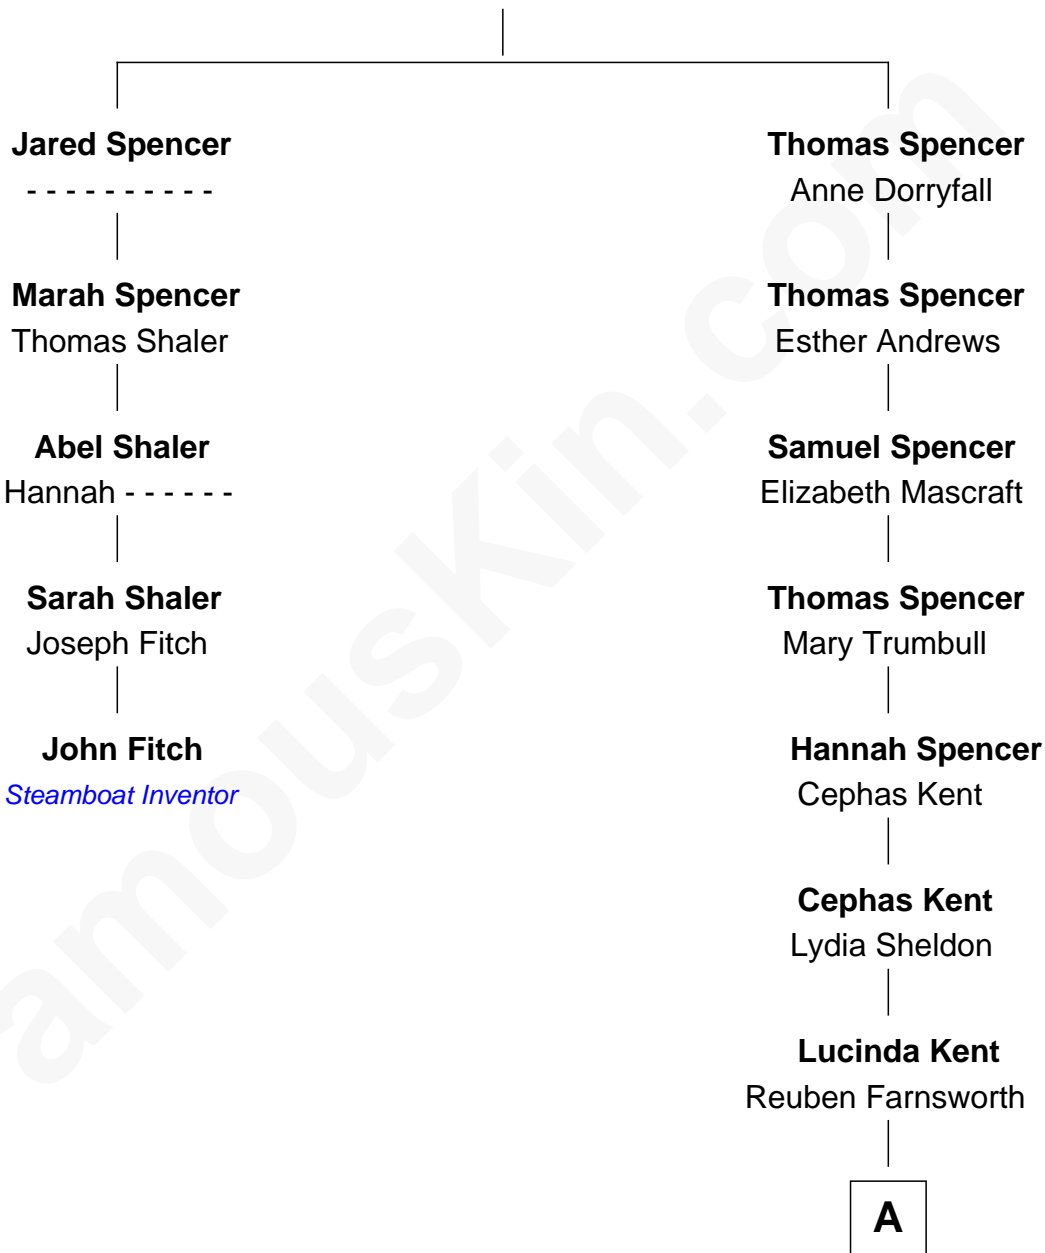 Jared Spencer
- - - - - - - - - -
Marah Spencer
Thomas Shaler
Abel Shaler
Hannah - - - - - -
Sarah Shaler
Joseph Fitch
John Fitch
Steamboat Inventor
Thomas Spencer
Anne Dorryfall
Thomas Spencer
Esther Andrews
Samuel Spencer
Elizabeth Mascraft
Thomas Spencer
Mary Trumbull
Hannah Spencer
Cephas Kent
Cephas Kent
Lydia Sheldon
Lucinda Kent
Reuben Farnsworth
A
amousKin.com